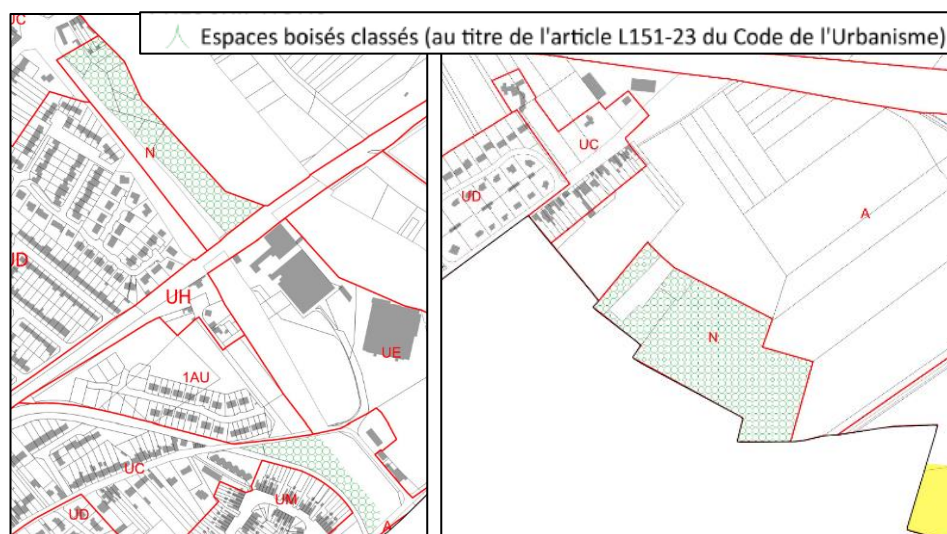 Espaces boisés classés (au titre de l'article L151-23 du Code de l'Urbanisme)
UC
N
UD
UH
UE
1AU
UC
UM
UD
A
UC
UD
A
N